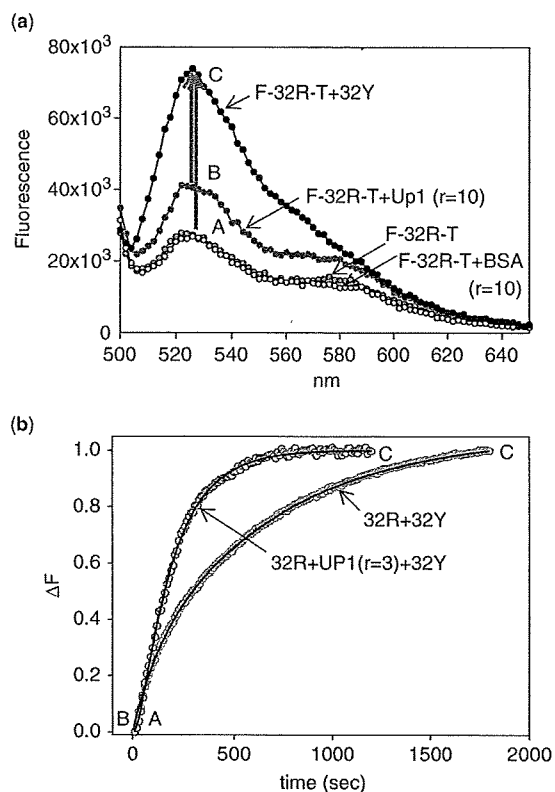 (a)
80x10³
60x10³
40x10³
20x10³
0
Fluorescence
C
F-32R-T+32Y
B
F-32R-T+Up1 (r=10)
A
F-32R-T
F-32R-T+BSA
(r=10)
500 520 540 560 580 600 620 640
nm
(b)
1.0
0.8
0.6
0.4
0.2
0.0
ΔF
C
C
32R+32Y
32R+UP1(r=3)+32Y
B A
0 500 1000 1500 2000
time (sec)